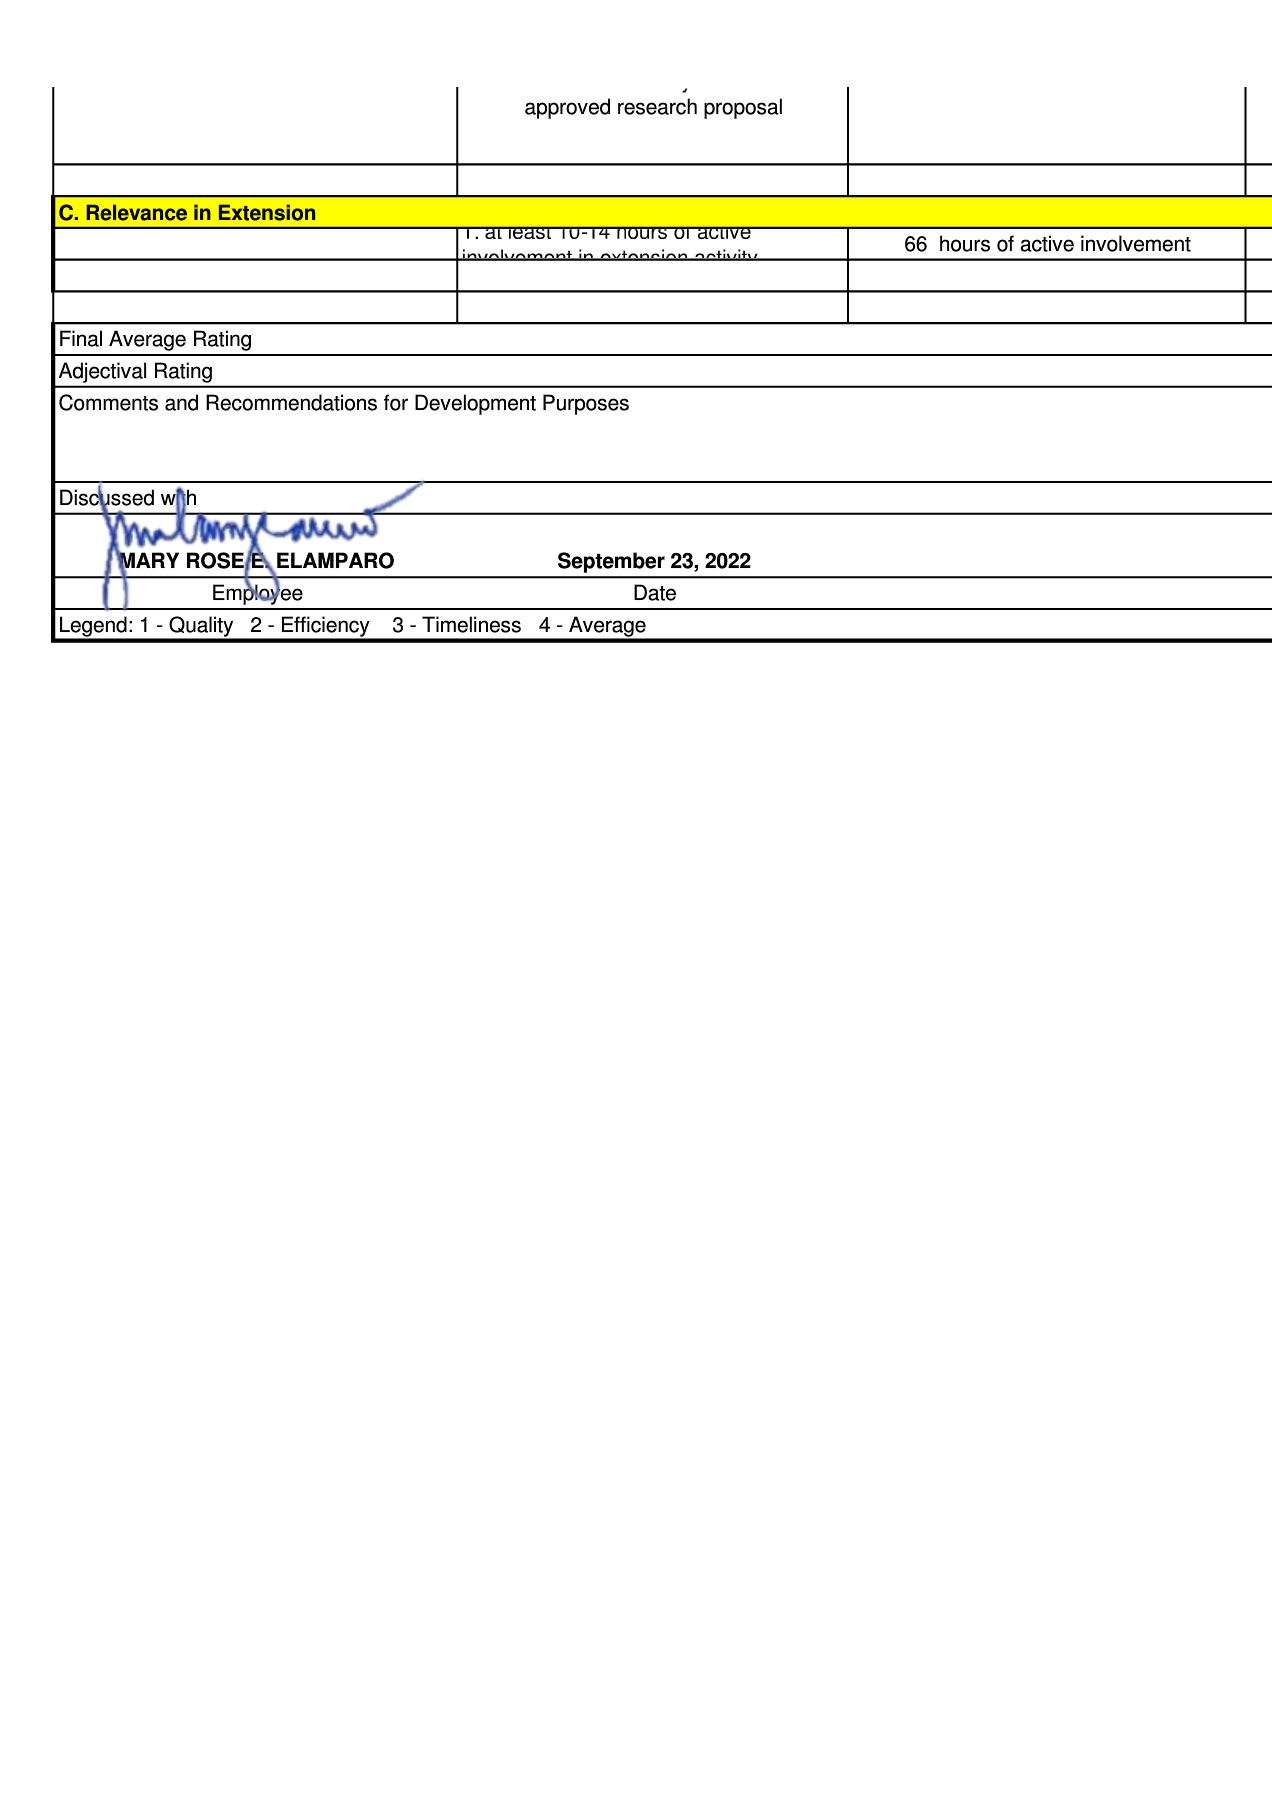 approved research proposal
C. Relevance in Extension
1. at least 10-14 hours of active
involvement in extension activity
66 hours of active involvement
Final Average Rating
Adjectival Rating
Comments and Recommendations for Development Purposes
Discussed with
MARY ROSE E. ELAMPARO September 23, 2022
Employee Date
Legend: 1 - Quality 2 - Efficiency 3 - Timeliness 4 - Average